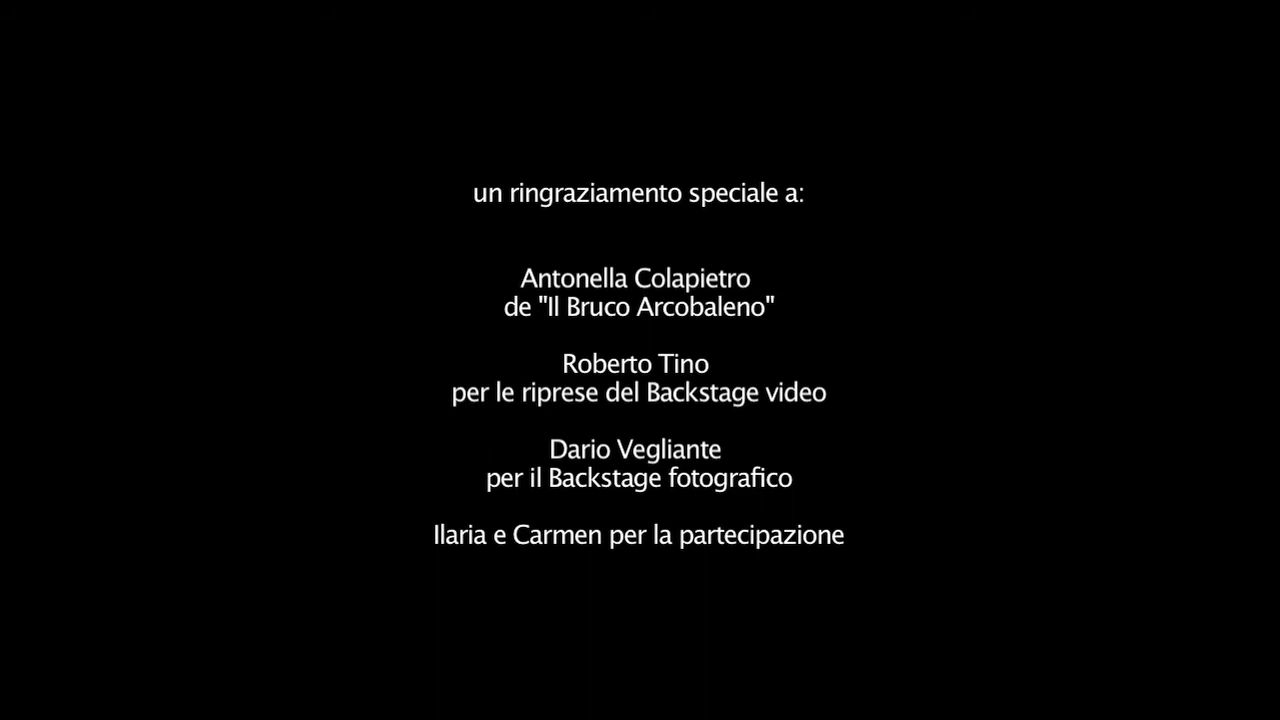 un ringraziamento speciale a:
Antonella Colapietro
de "Il Bruco Arcobaleno"
Roberto Tino
per le riprese del Backstage video
Dario Vegliante
per il Backstage fotografico
Ilaria e Carmen per la partecipazione